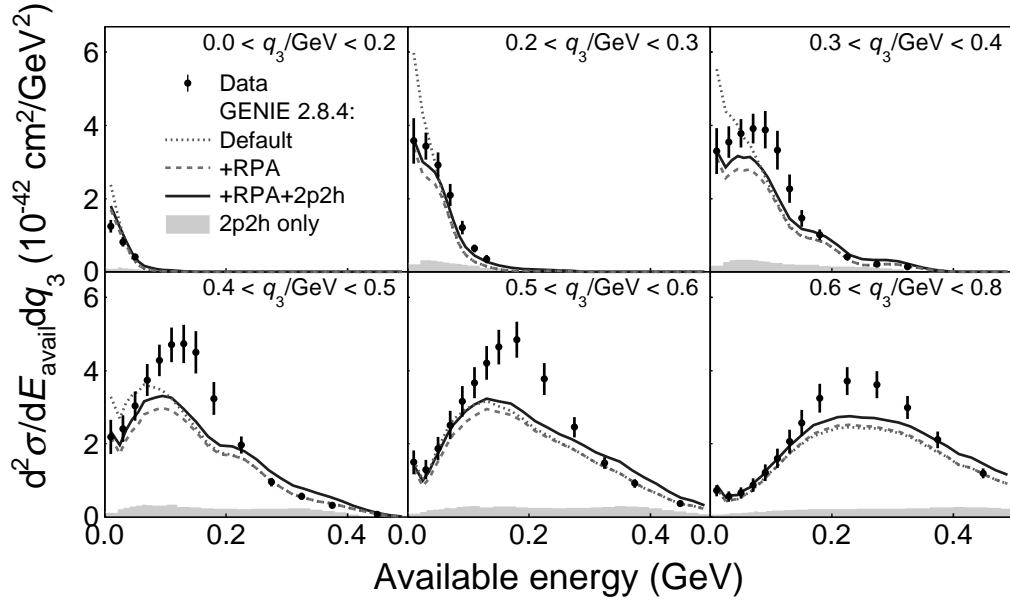 d²σ/dE_avail dq₃ (10⁻⁴² cm²/GeV²)
6
4
2
0
0.0 < q₃/GeV < 0.2
Data
GENIE 2.8.4:
Default
+RPA
+RPA+2p2h
2p2h only
0.2 < q₃/GeV < 0.3
0.3 < q₃/GeV < 0.4
6
4
2
0
0.4 < q₃/GeV < 0.5
0.5 < q₃/GeV < 0.6
0.6 < q₃/GeV < 0.8
0.0 0.2 0.4 0.0 0.2 0.4 0.0 0.2 0.4
Available energy (GeV)